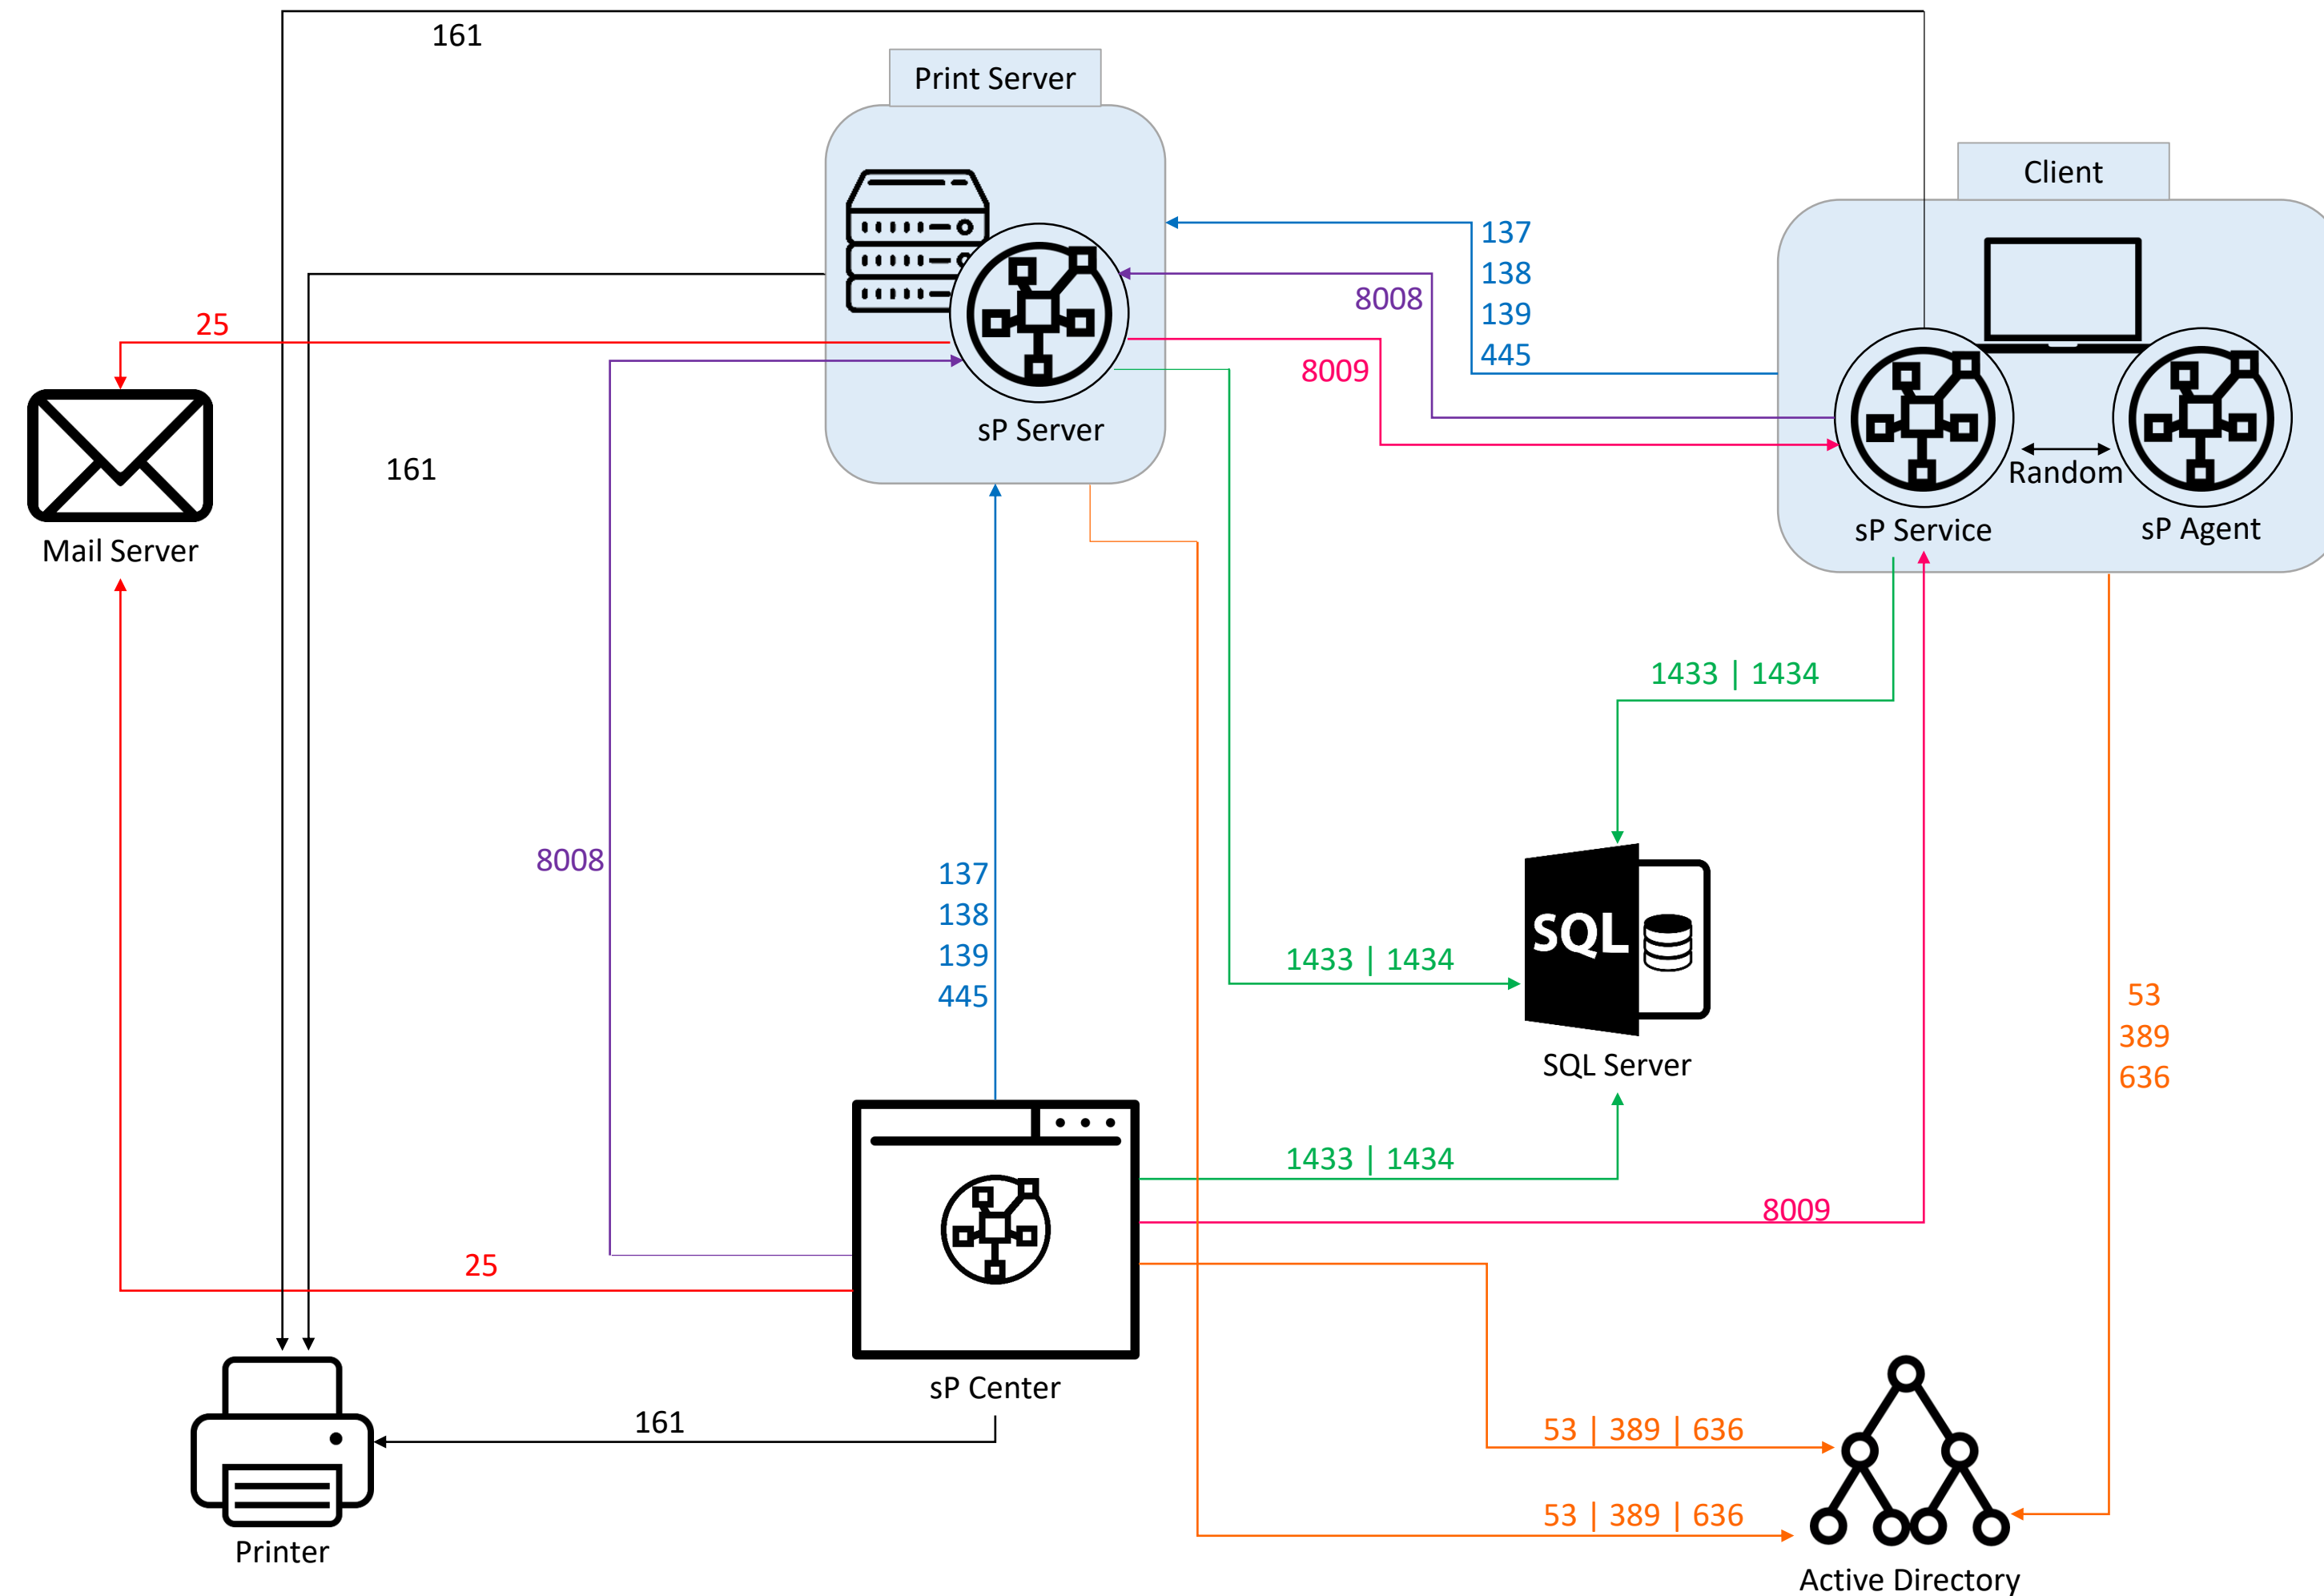 161
Print Server
Client
137
138
139
445
8008
8009
25
sP Server
161
Random
Mail Server
sP Service
sP Agent
1433 | 1434
8008
137
138
139
445
1433 | 1434
SQL
53
389
636
SQL Server
1433 | 1434
8009
25
sP Center
161
53 | 389 | 636
53 | 389 | 636
Printer
Active Directory